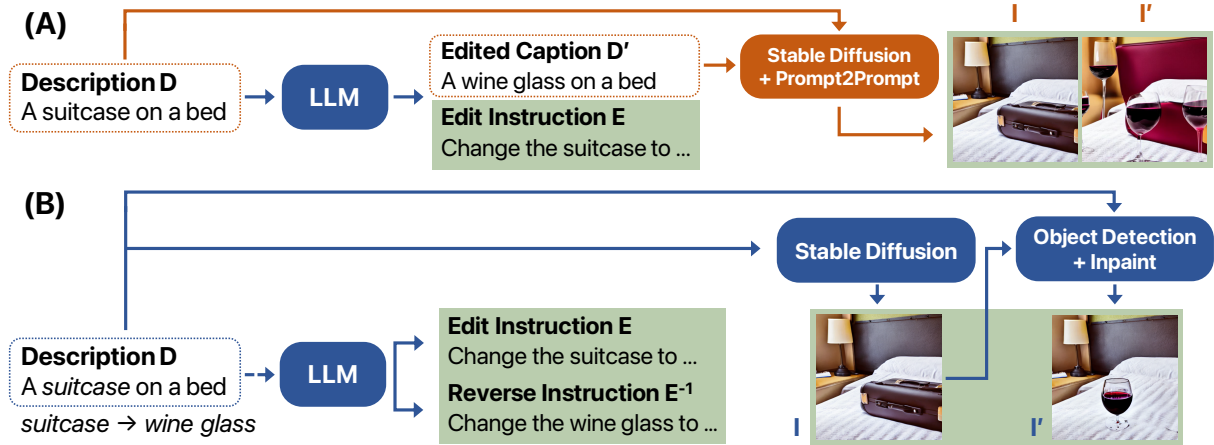 (A)
I
I'
Description D
A suitcase on a bed
LLM
Edited Caption D'
A wine glass on a bed
Edit Instruction E
Change the suitcase to ...
Stable Diffusion
+ Prompt2Prompt
(B)
Stable Diffusion
Object Detection
+ Inpaint
Description D
A suitcase on a bed
suitcase → wine glass
LLM
Edit Instruction E
Change the suitcase to ...
Reverse Instruction E⁻¹
Change the wine glass to ...
I
I'